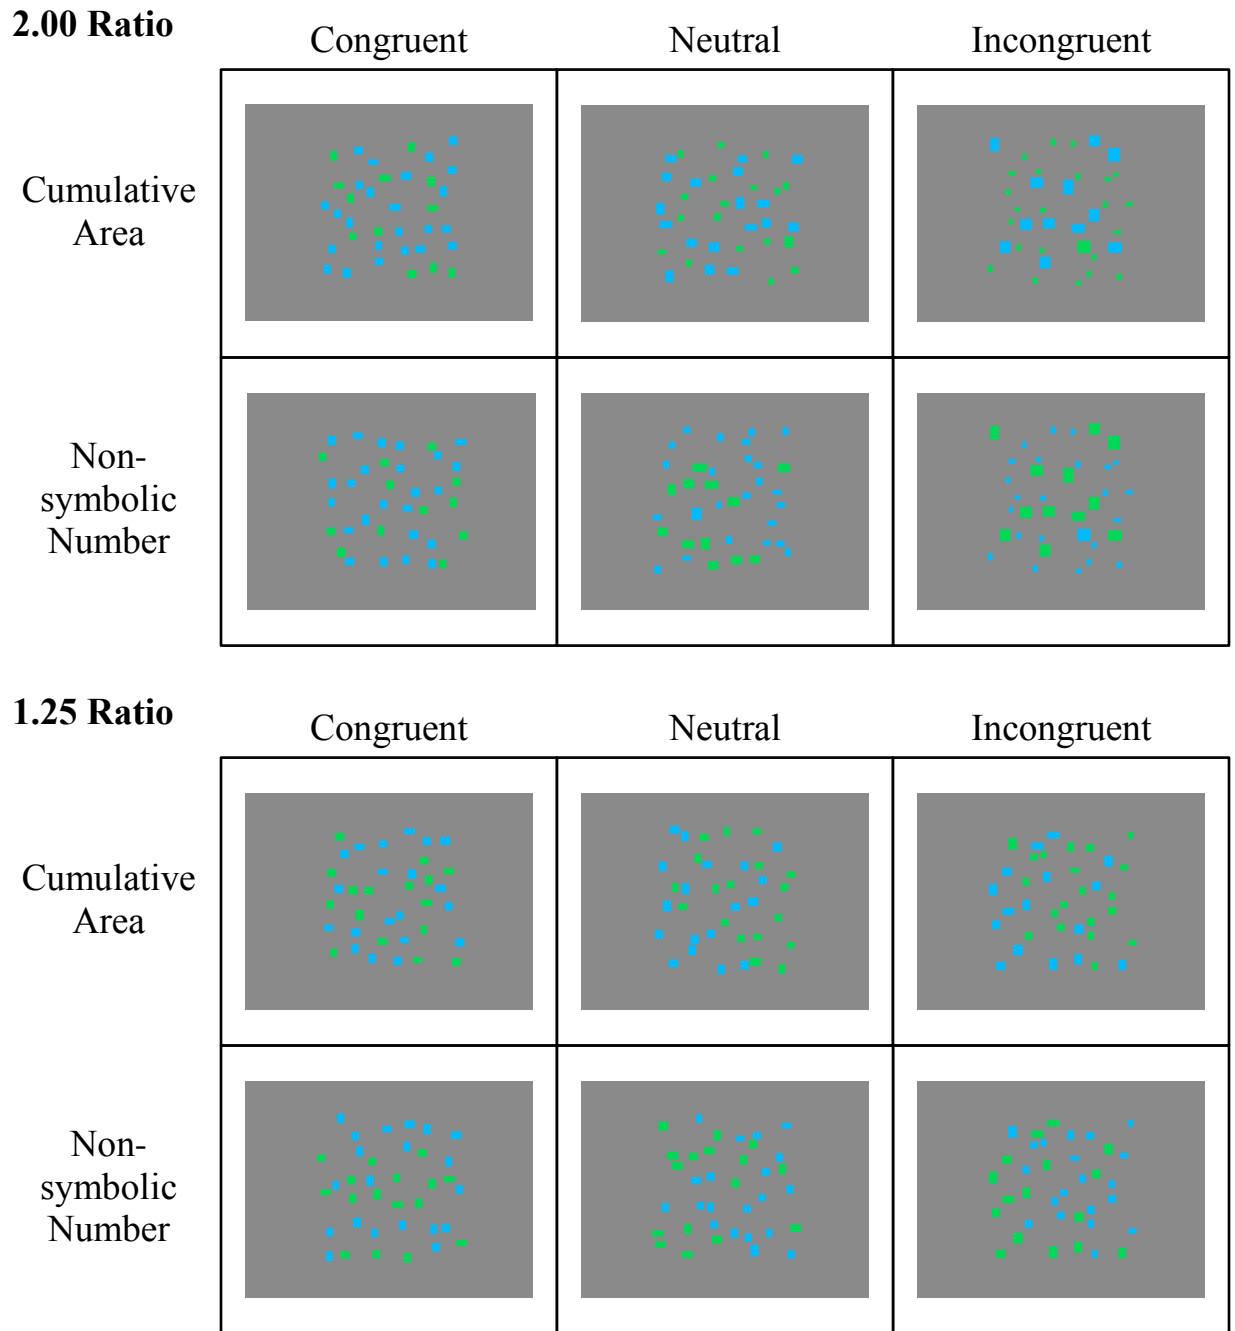 2.00 Ratio
Congruent Neutral Incongruent
Cumulative
Area
Non-
symbolic
Number
1.25 Ratio
Congruent Neutral Incongruent
Cumulative
Area
Non-
symbolic
Number